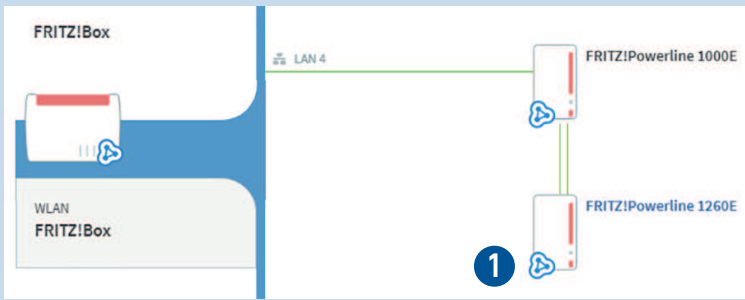 FRITZ!Box
LAN 4
FRITZ!Powerline 1000E
WLAN
FRITZ!Box
FRITZ!Powerline 1260E
1